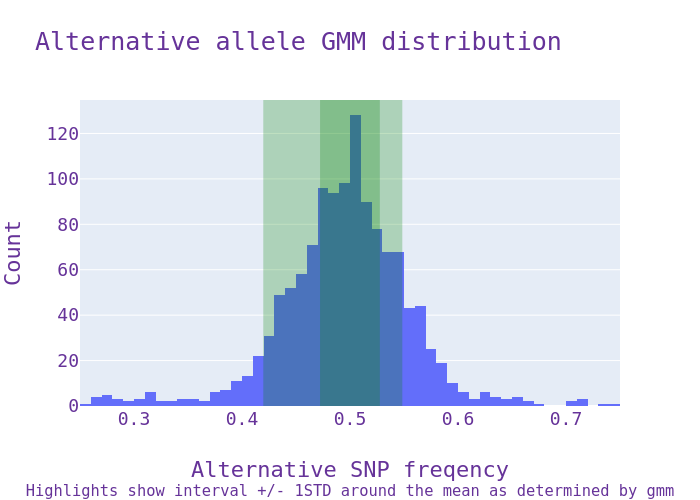 Alternative allele GMM distribution
120
100
80
60
40
20
0
Count
0.3 0.4 0.5 0.6 0.7
Alternative SNP freqency
Highlights show interval +/- 1STD around the mean as determined by gmm